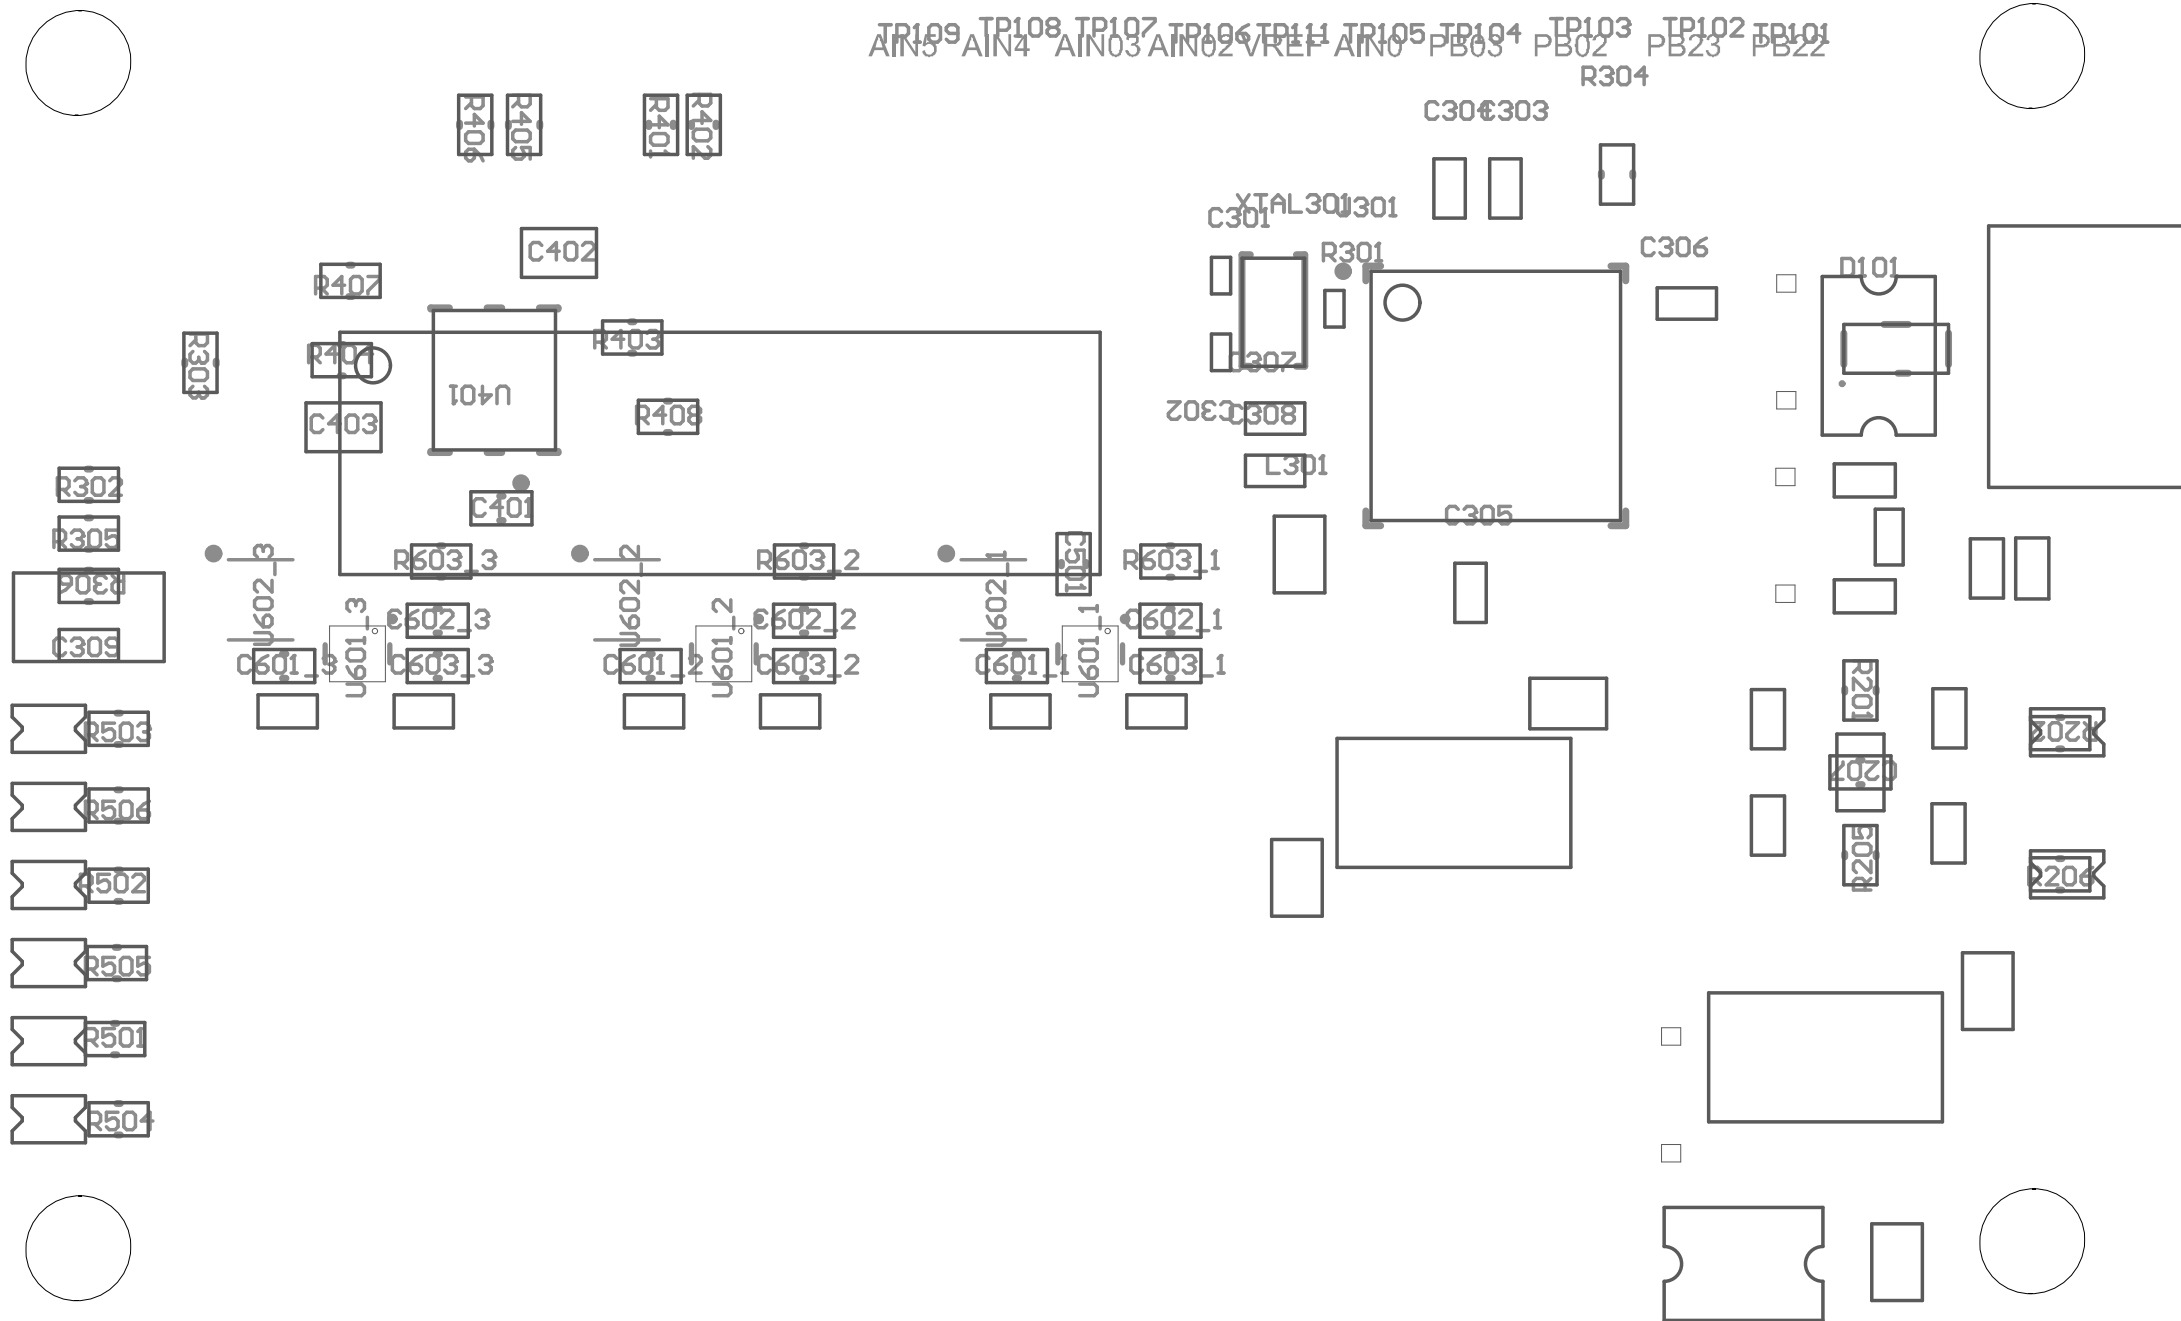 TP109 TP108 TP107 TP106 TP111 TP105 TP104 TP103 TP102 TP101
AIN5 AIN4 AIN03 AIN02 VREF AIN0 PB03 PB02 PB23 PB22
R304
R406 R405 R401 R402
C304 C303
XTAL301 U301
C301
C402 R301 C306
D101
R407
R403
R404 R303 C307
U401
C403 R408 C302 C308
L301
R302
C401 C305
R305
R603_3 R603_2 C501 R603_1
R306
U602_3 U602_2 U602_1
C602_3 C602_2 C602_1
C309
C601_3 U601_3 C603_3 C601_2 U601_2 C603_2 C601_1 U601_1 C603_1
R201
R503 R202
C207
R506
R205
R502 R206
R505
R501
R504